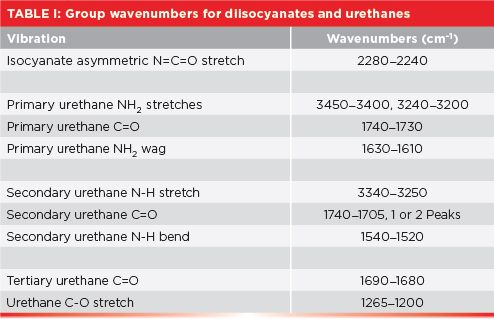 TABLE I: Group wavenumbers for diisocyanates and urethanes
Vibration Wavenumbers (cm⁻¹)
Isocyanate asymmetric N=C=O stretch 2280–2240
Primary urethane NH₂ stretches 3450–3400, 3240–3200
Primary urethane C=O 1740–1730
Primary urethane NH₂ wag 1630–1610
Secondary urethane N-H stretch 3340–3250
Secondary urethane C=O 1740–1705, 1 or 2 Peaks
Secondary urethane N-H bend 1540–1520
Tertiary urethane C=O 1690–1680
Urethane C-O stretch 1265–1200